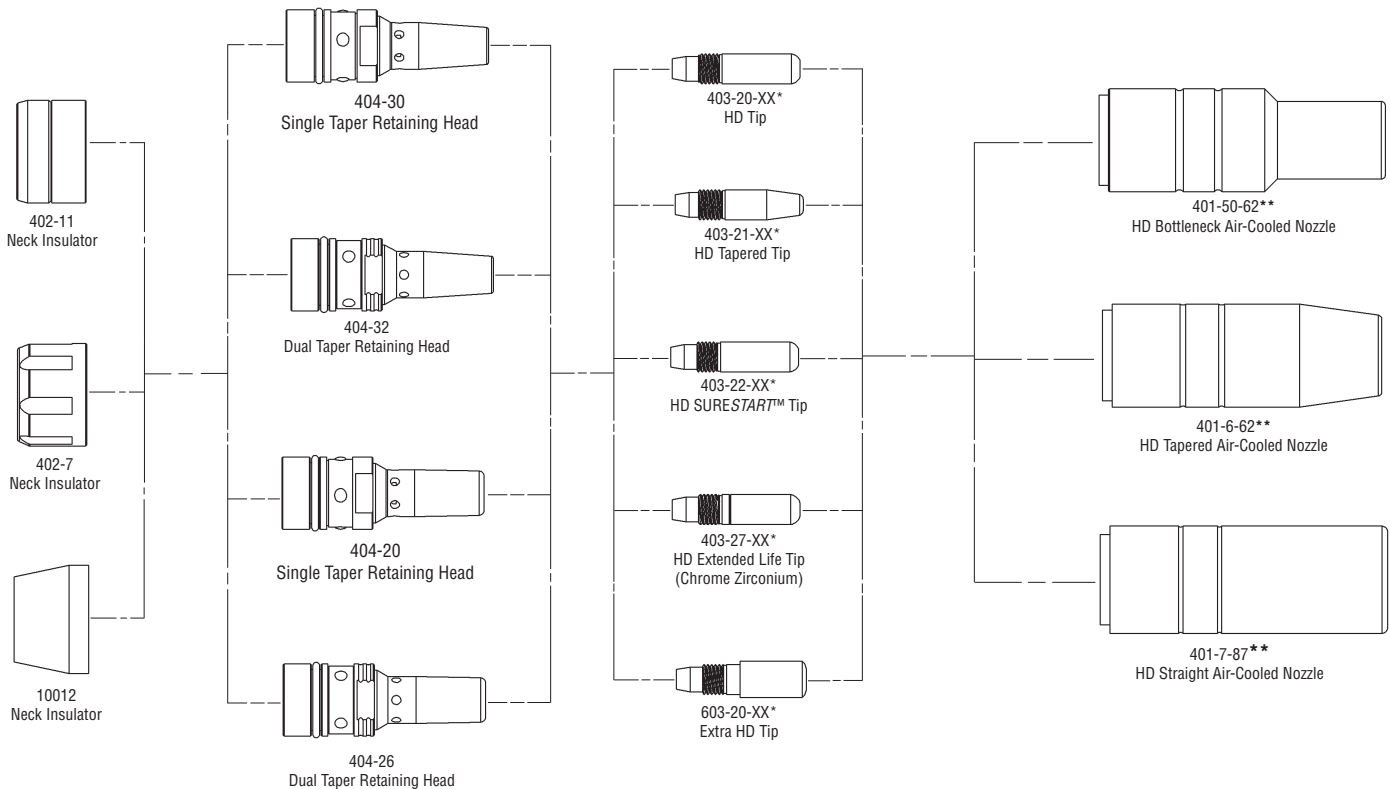 402-11
Neck Insulator
402-7
Neck Insulator
10012
Neck Insulator
404-30
Single Taper Retaining Head
404-32
Dual Taper Retaining Head
404-20
Single Taper Retaining Head
404-26
Dual Taper Retaining Head
403-20-XX*
HD Tip
403-21-XX*
HD Tapered Tip
403-22-XX*
HD SURESTART™ Tip
403-27-XX*
HD Extended Life Tip
(Chrome Zirconium)
603-20-XX*
Extra HD Tip
401-50-62**
HD Bottleneck Air-Cooled Nozzle
401-6-62**
HD Tapered Air-Cooled Nozzle
401-7-87**
HD Straight Air-Cooled Nozzle